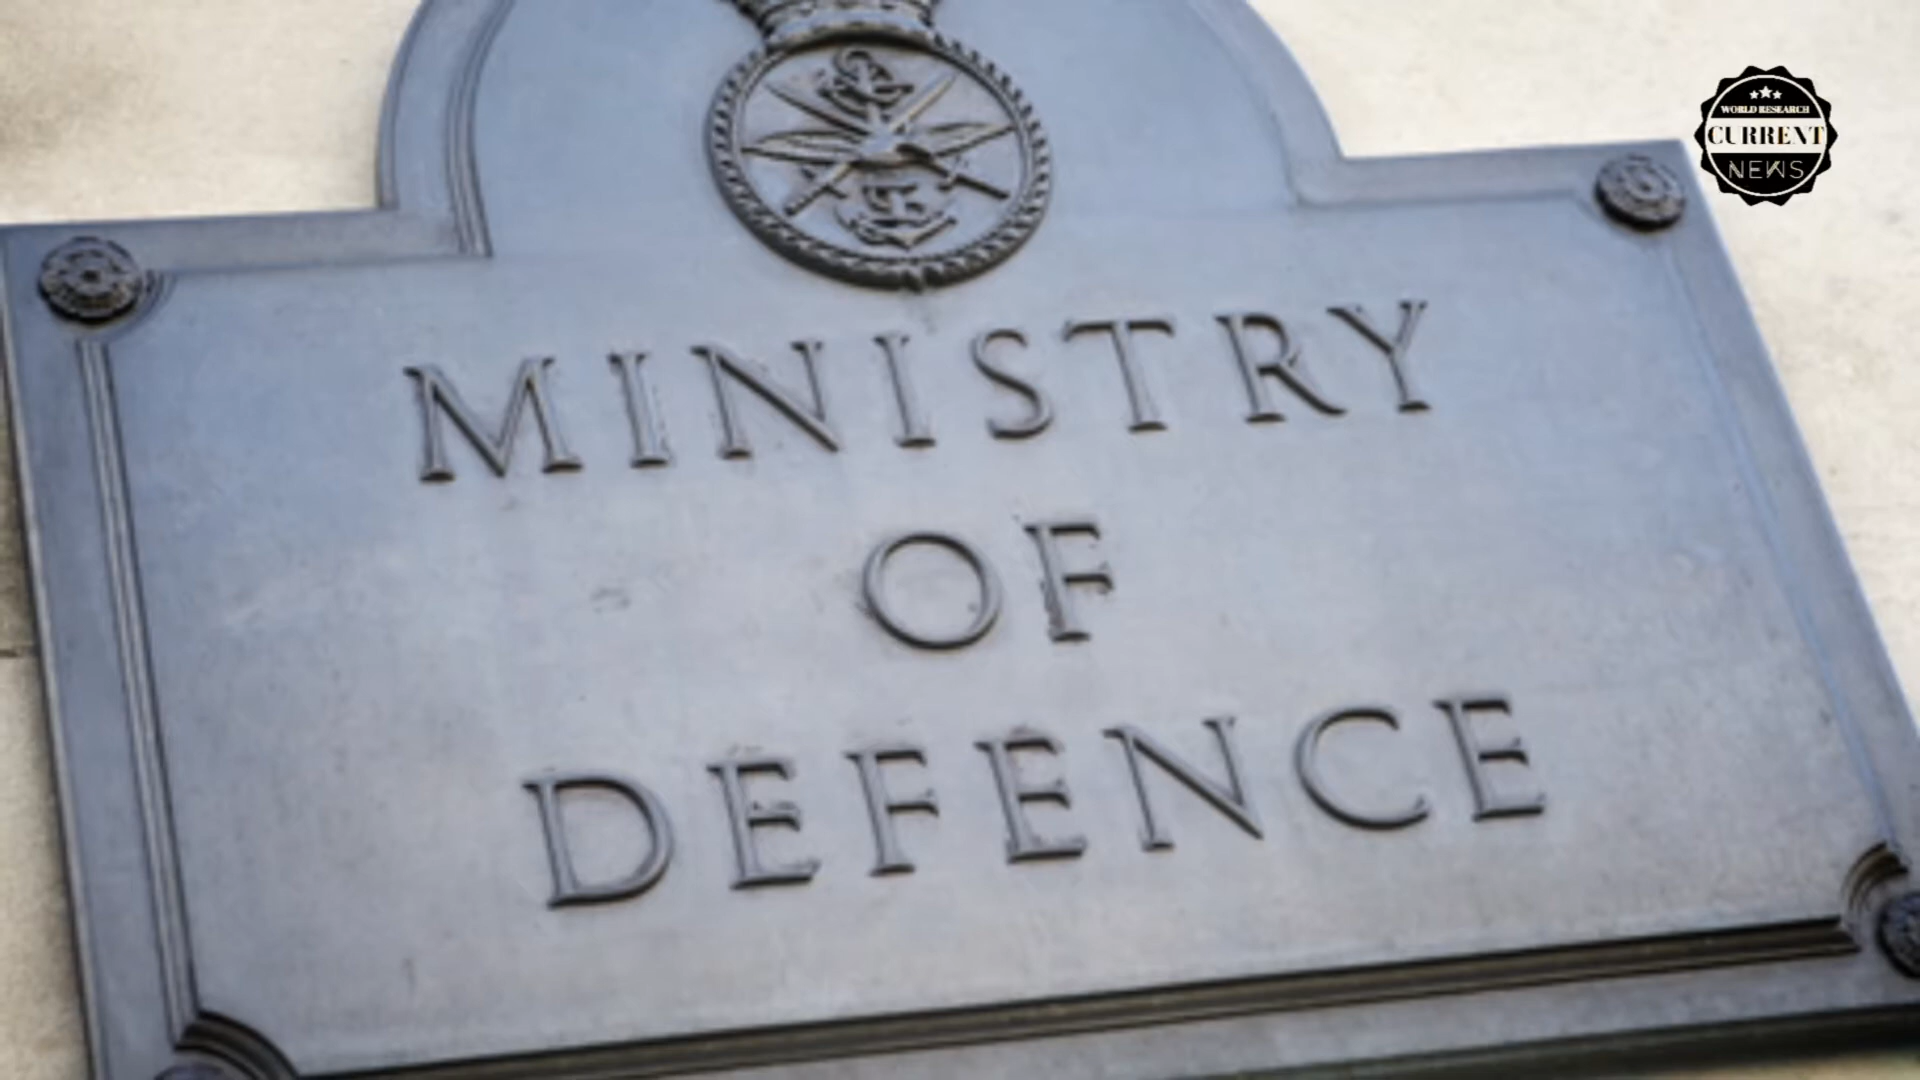 WORLD RESEARCH
CURRENT
NEWS
MINISTRY
OF
DEFENCE